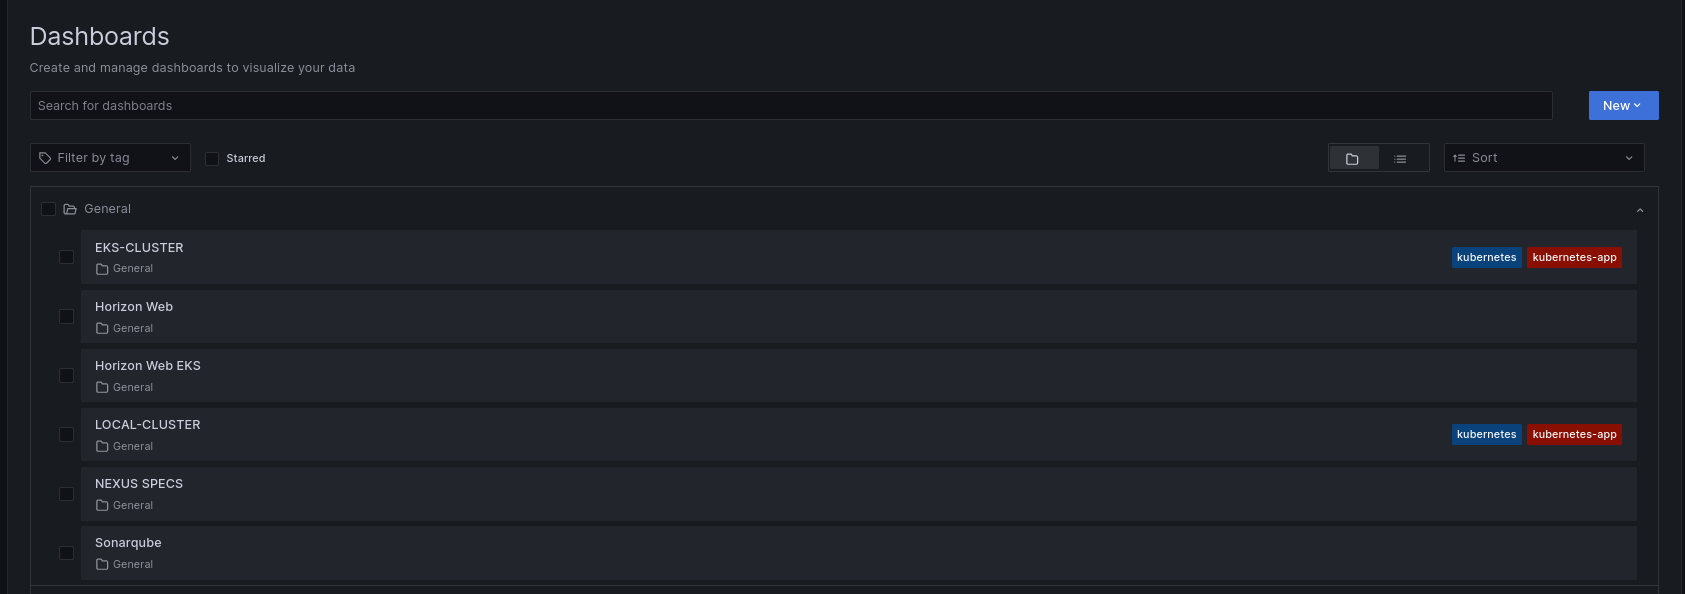 Dashboards
Create and manage dashboards to visualize your data
Search for dashboards
New
Filter by tag
Starred
Sort
General
EKS-CLUSTER
General
kubernetes
kubernetes-app
Horizon Web
General
Horizon Web EKS
General
LOCAL-CLUSTER
General
kubernetes
kubernetes-app
NEXUS SPECS
General
Sonarqube
General